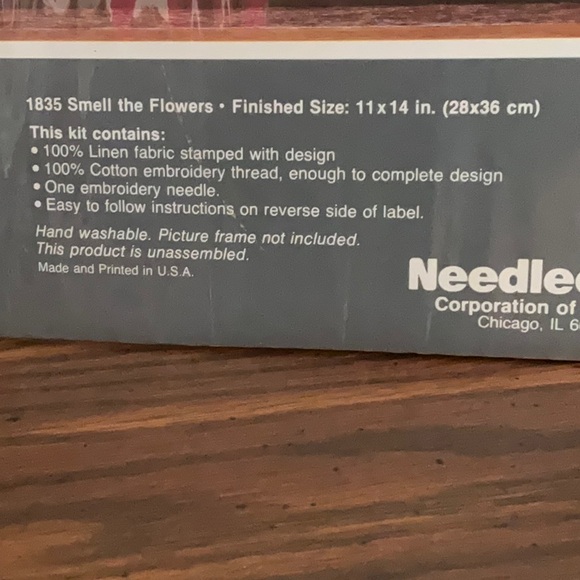 1835 Smell the Flowers • Finished Size: 11x14 in. (28x36 cm)
This kit contains:
• 100% Linen fabric stamped with design
• 100% Cotton embroidery thread, enough to complete design
• One embroidery needle.
• Easy to follow instructions on reverse side of label.
Hand washable. Picture frame not included.
This product is unassembled.
Made and Printed in U.S.A.
Needle
Corporation of
Chicago, IL 6